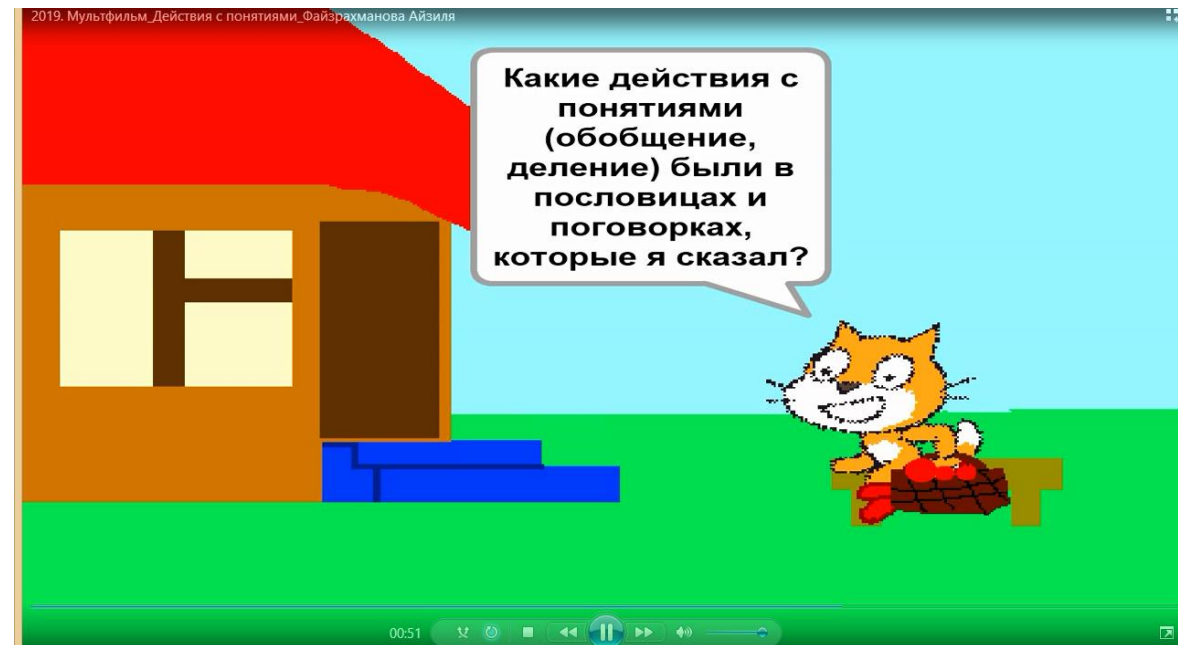 2019. Мультфильм_Действия с понятиями_Файзрахманова Айзиля
Какие действия с
понятиями
(обобщение,
деление) были в
пословицах и
поговорках,
которые я сказал?
00:51